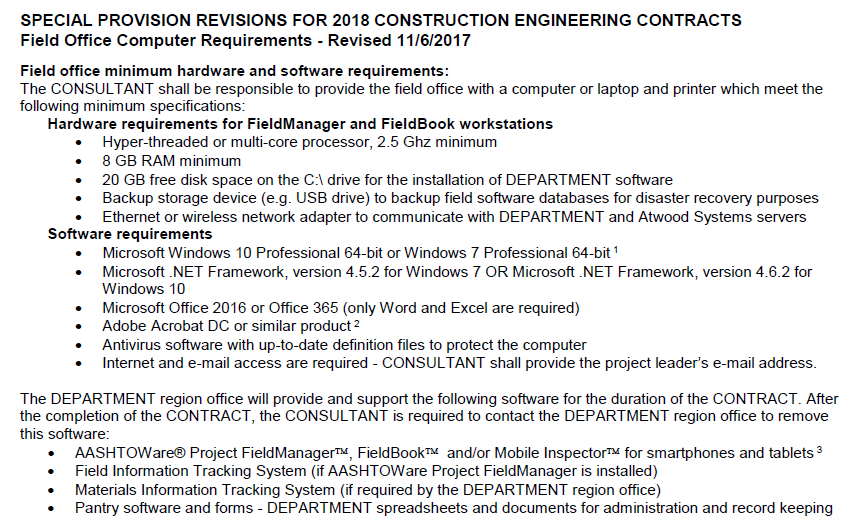 SPECIAL PROVISION REVISIONS FOR 2018 CONSTRUCTION ENGINEERING CONTRACTS
Field Office Computer Requirements - Revised 11/6/2017
Field office minimum hardware and software requirements:
The CONSULTANT shall be responsible to provide the field office with a computer or laptop and printer which meet the
following minimum specifications:
Hardware requirements for FieldManager and FieldBook workstations
• Hyper-threaded or multi-core processor, 2.5 Ghz minimum
• 8 GB RAM minimum
• 20 GB free disk space on the C:\ drive for the installation of DEPARTMENT software
• Backup storage device (e.g. USB drive) to backup field software databases for disaster recovery purposes
• Ethernet or wireless network adapter to communicate with DEPARTMENT and Atwood Systems servers
Software requirements
• Microsoft Windows 10 Professional 64-bit or Windows 7 Professional 64-bit ¹
• Microsoft .NET Framework, version 4.5.2 for Windows 7 OR Microsoft .NET Framework, version 4.6.2 for
Windows 10
• Microsoft Office 2016 or Office 365 (only Word and Excel are required)
• Adobe Acrobat DC or similar product ²
• Antivirus software with up-to-date definition files to protect the computer
• Internet and e-mail access are required - CONSULTANT shall provide the project leader's e-mail address.
The DEPARTMENT region office will provide and support the following software for the duration of the CONTRACT. After
the completion of the CONTRACT, the CONSULTANT is required to contact the DEPARTMENT region office to remove
this software:
• AASHTOWare® Project FieldManager™, FieldBook™ and/or Mobile Inspector™ for smartphones and tablets ³
• Field Information Tracking System (if AASHTOWare Project FieldManager is installed)
• Materials Information Tracking System (if required by the DEPARTMENT region office)
• Pantry software and forms - DEPARTMENT spreadsheets and documents for administration and record keeping